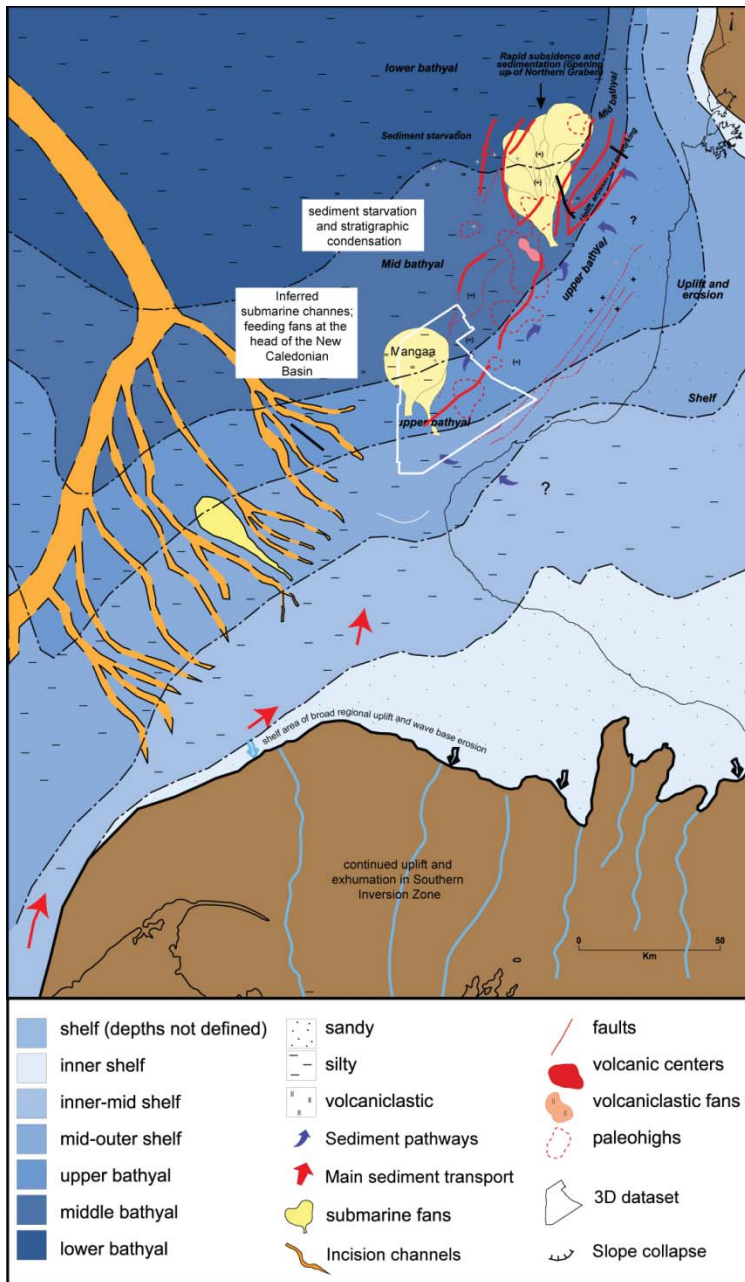 Rapid subsidence and
sedimentation (opening
up of Northern Graben)
lower bathyal
Mid bathyal
Sediment starvation
sediment starvation
and stratigraphic
condensation
?
Mid bathyal
upper bathyal
Uplift and
erosion
Inferred
submarine channes;
feeding fans at the
head of the New
Caledonian
Basin
Mangaa
upper bathyal
Shelf
?
shelf area of broad regional uplift and wave base erosion
continued uplift and
exhumation in Southern
Inversion Zone
0 50
Km
shelf (depths not defined)
inner shelf
inner-mid shelf
mid-outer shelf
upper bathyal
middle bathyal
lower bathyal
sandy
silty
volcaniclastic
Sediment pathways
Main sediment transport
submarine fans
Incision channels
faults
volcanic centers
volcaniclastic fans
paleohighs
3D dataset
Slope collapse